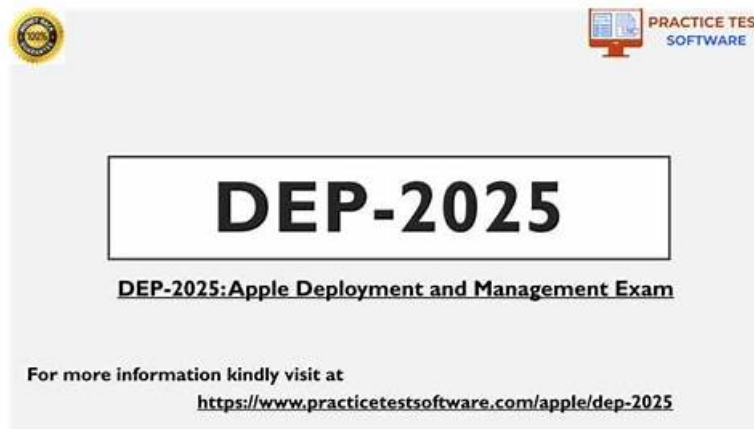 100%
PRACTICE TES
SOFTWARE
DEP-2025
DEP-2025: Apple Deployment and Management Exam
For more information kindly visit at
https://www.practicetestsoftware.com/apple/dep-2025